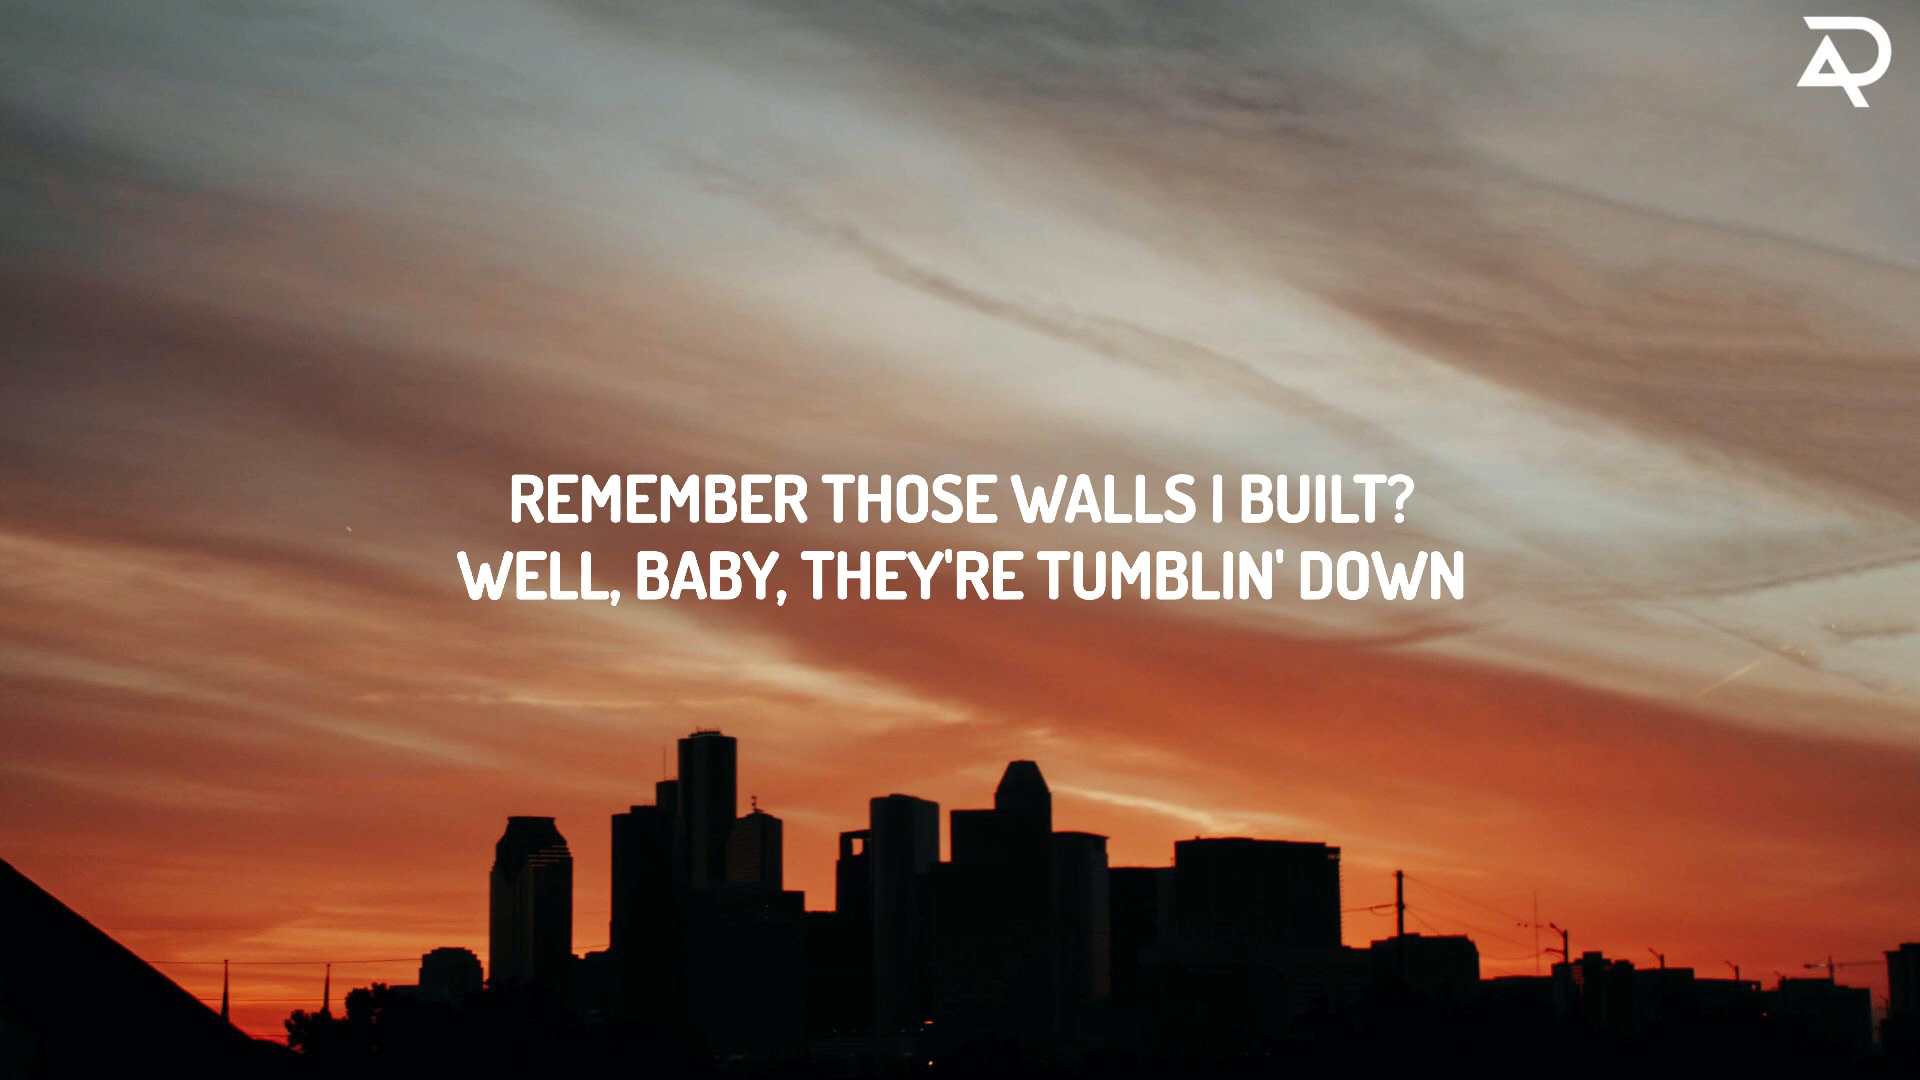 REMEMBER THOSE WALLS I BUILT?
WELL, BABY, THEY'RE TUMBLIN' DOWN